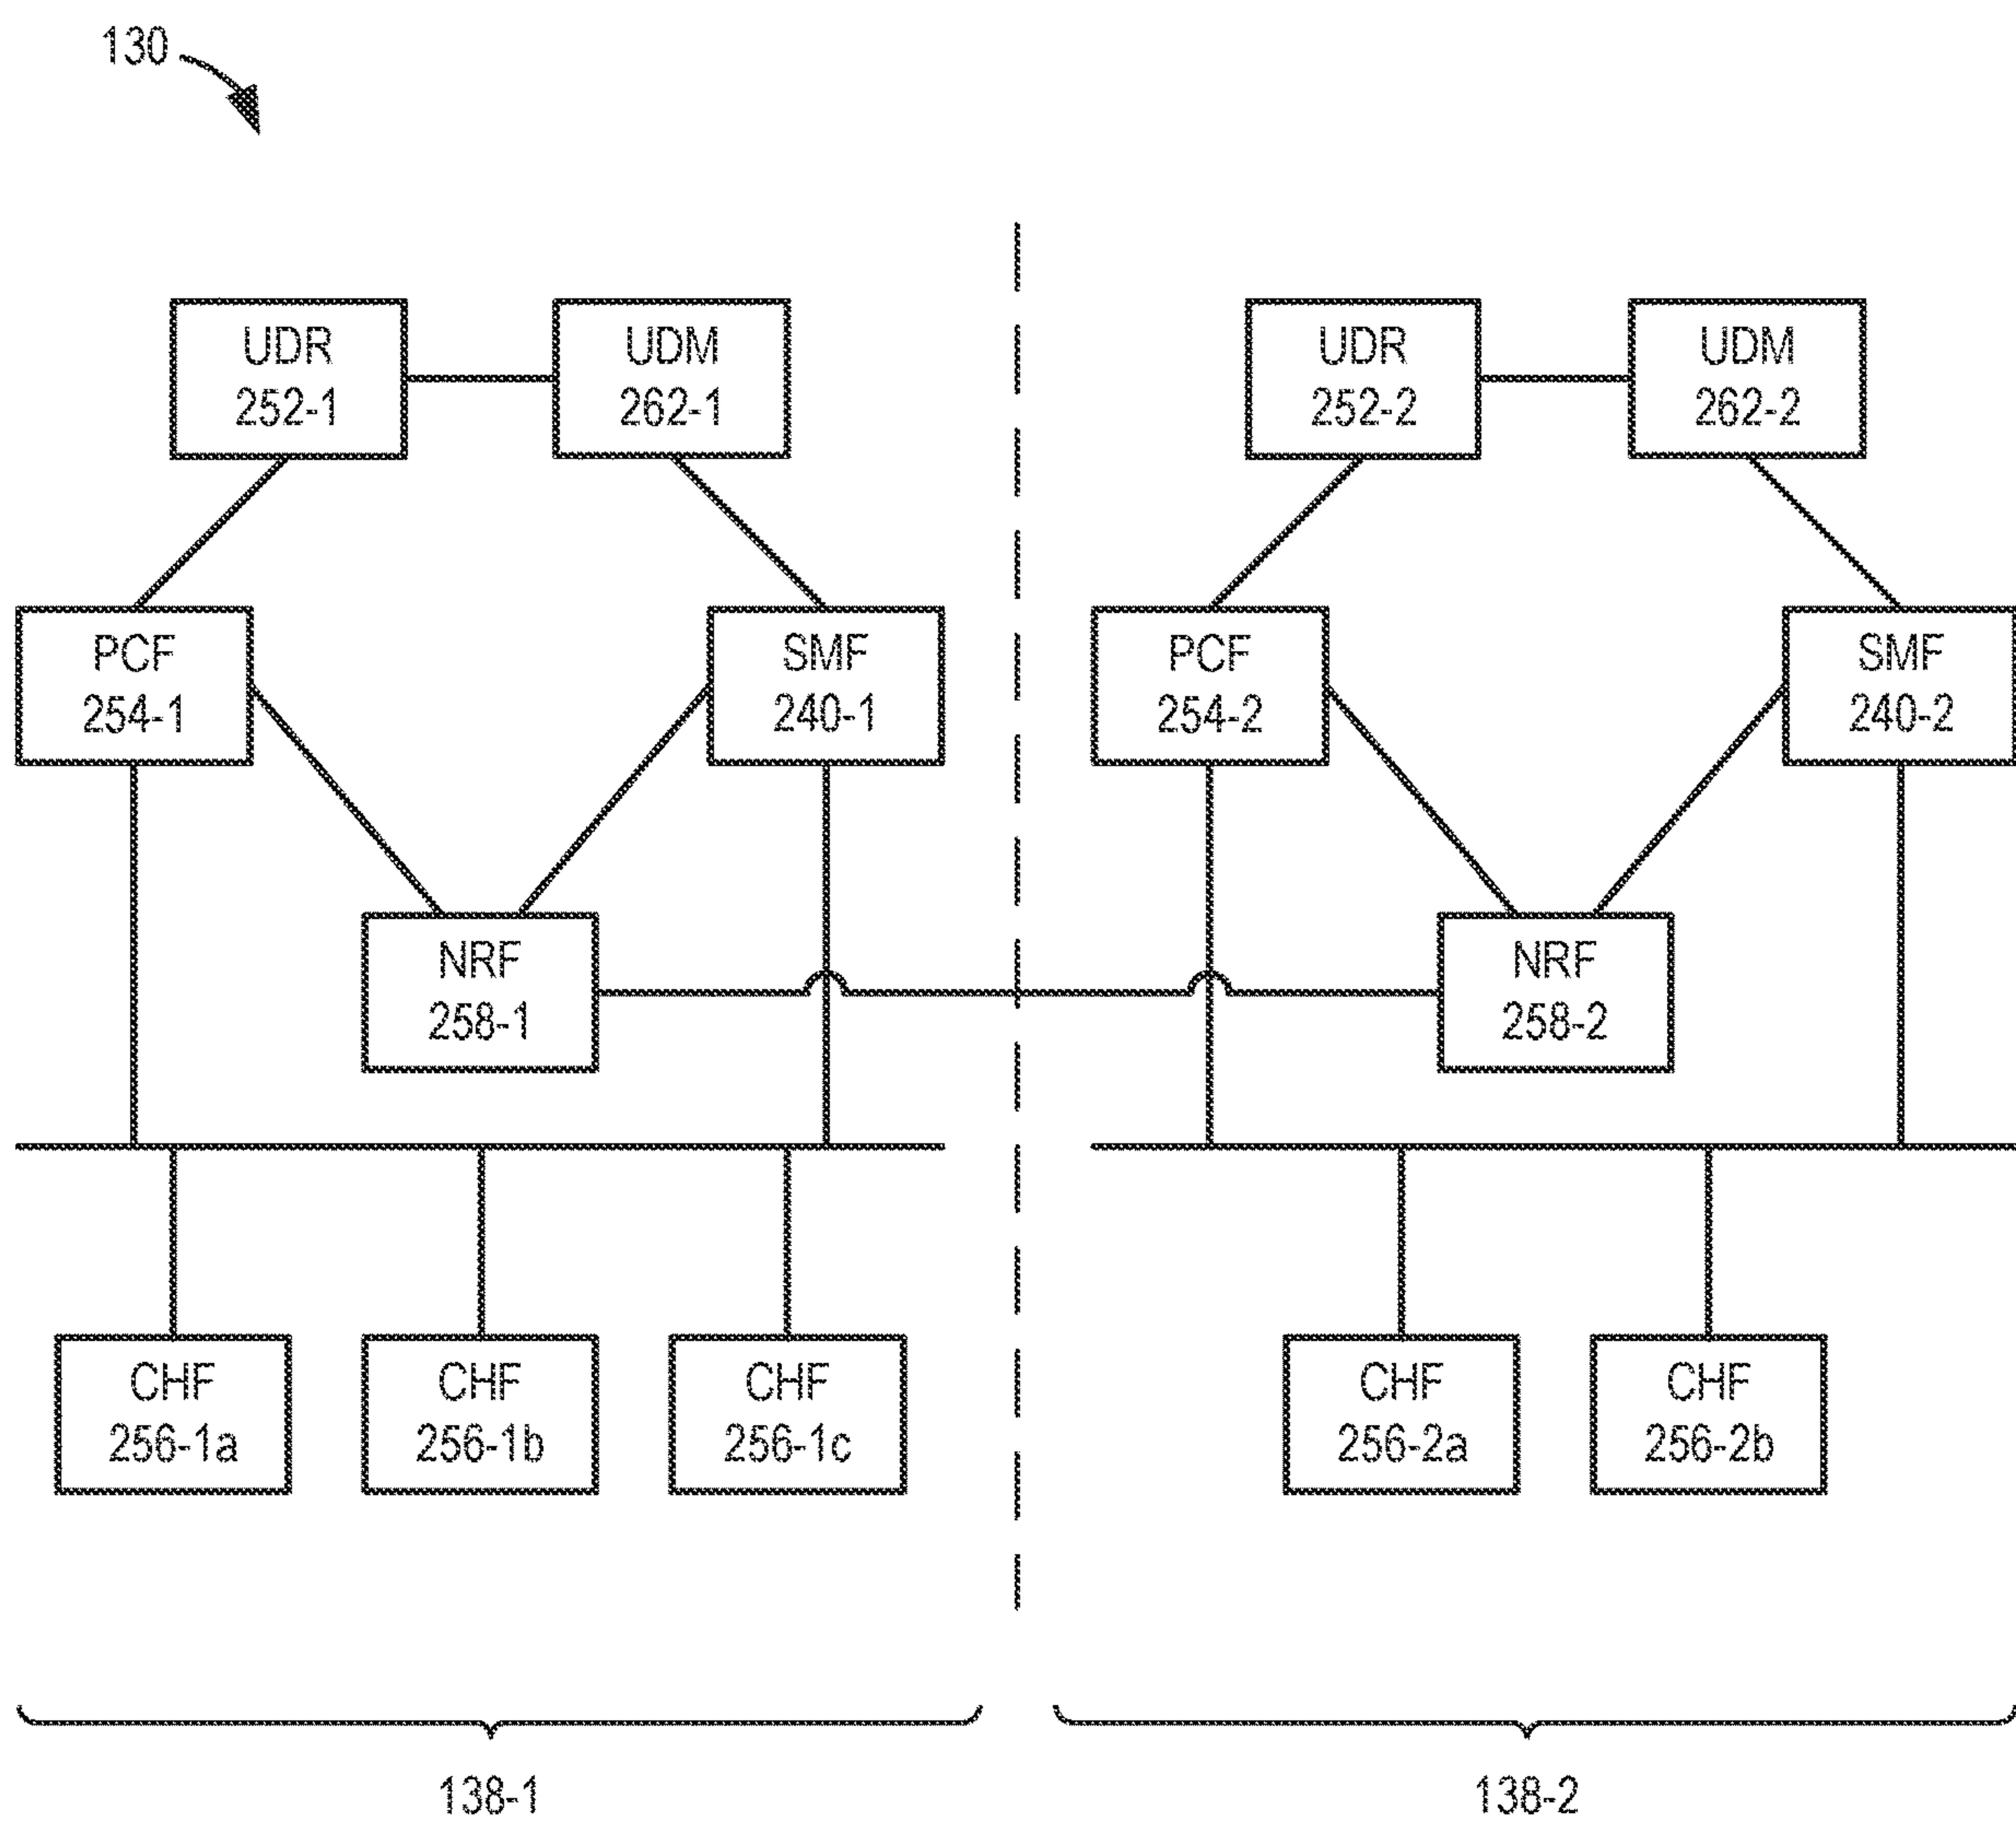 130
UDR
252-1
UDM
262-1
UDR
252-2
UDM
262-2
PCF
254-1
SMF
240-1
PCF
254-2
SMF
240-2
NRF
258-1
NRF
258-2
CHF
256-1a
CHF
256-1b
CHF
256-1c
CHF
256-2a
CHF
256-2b
138-1
138-2